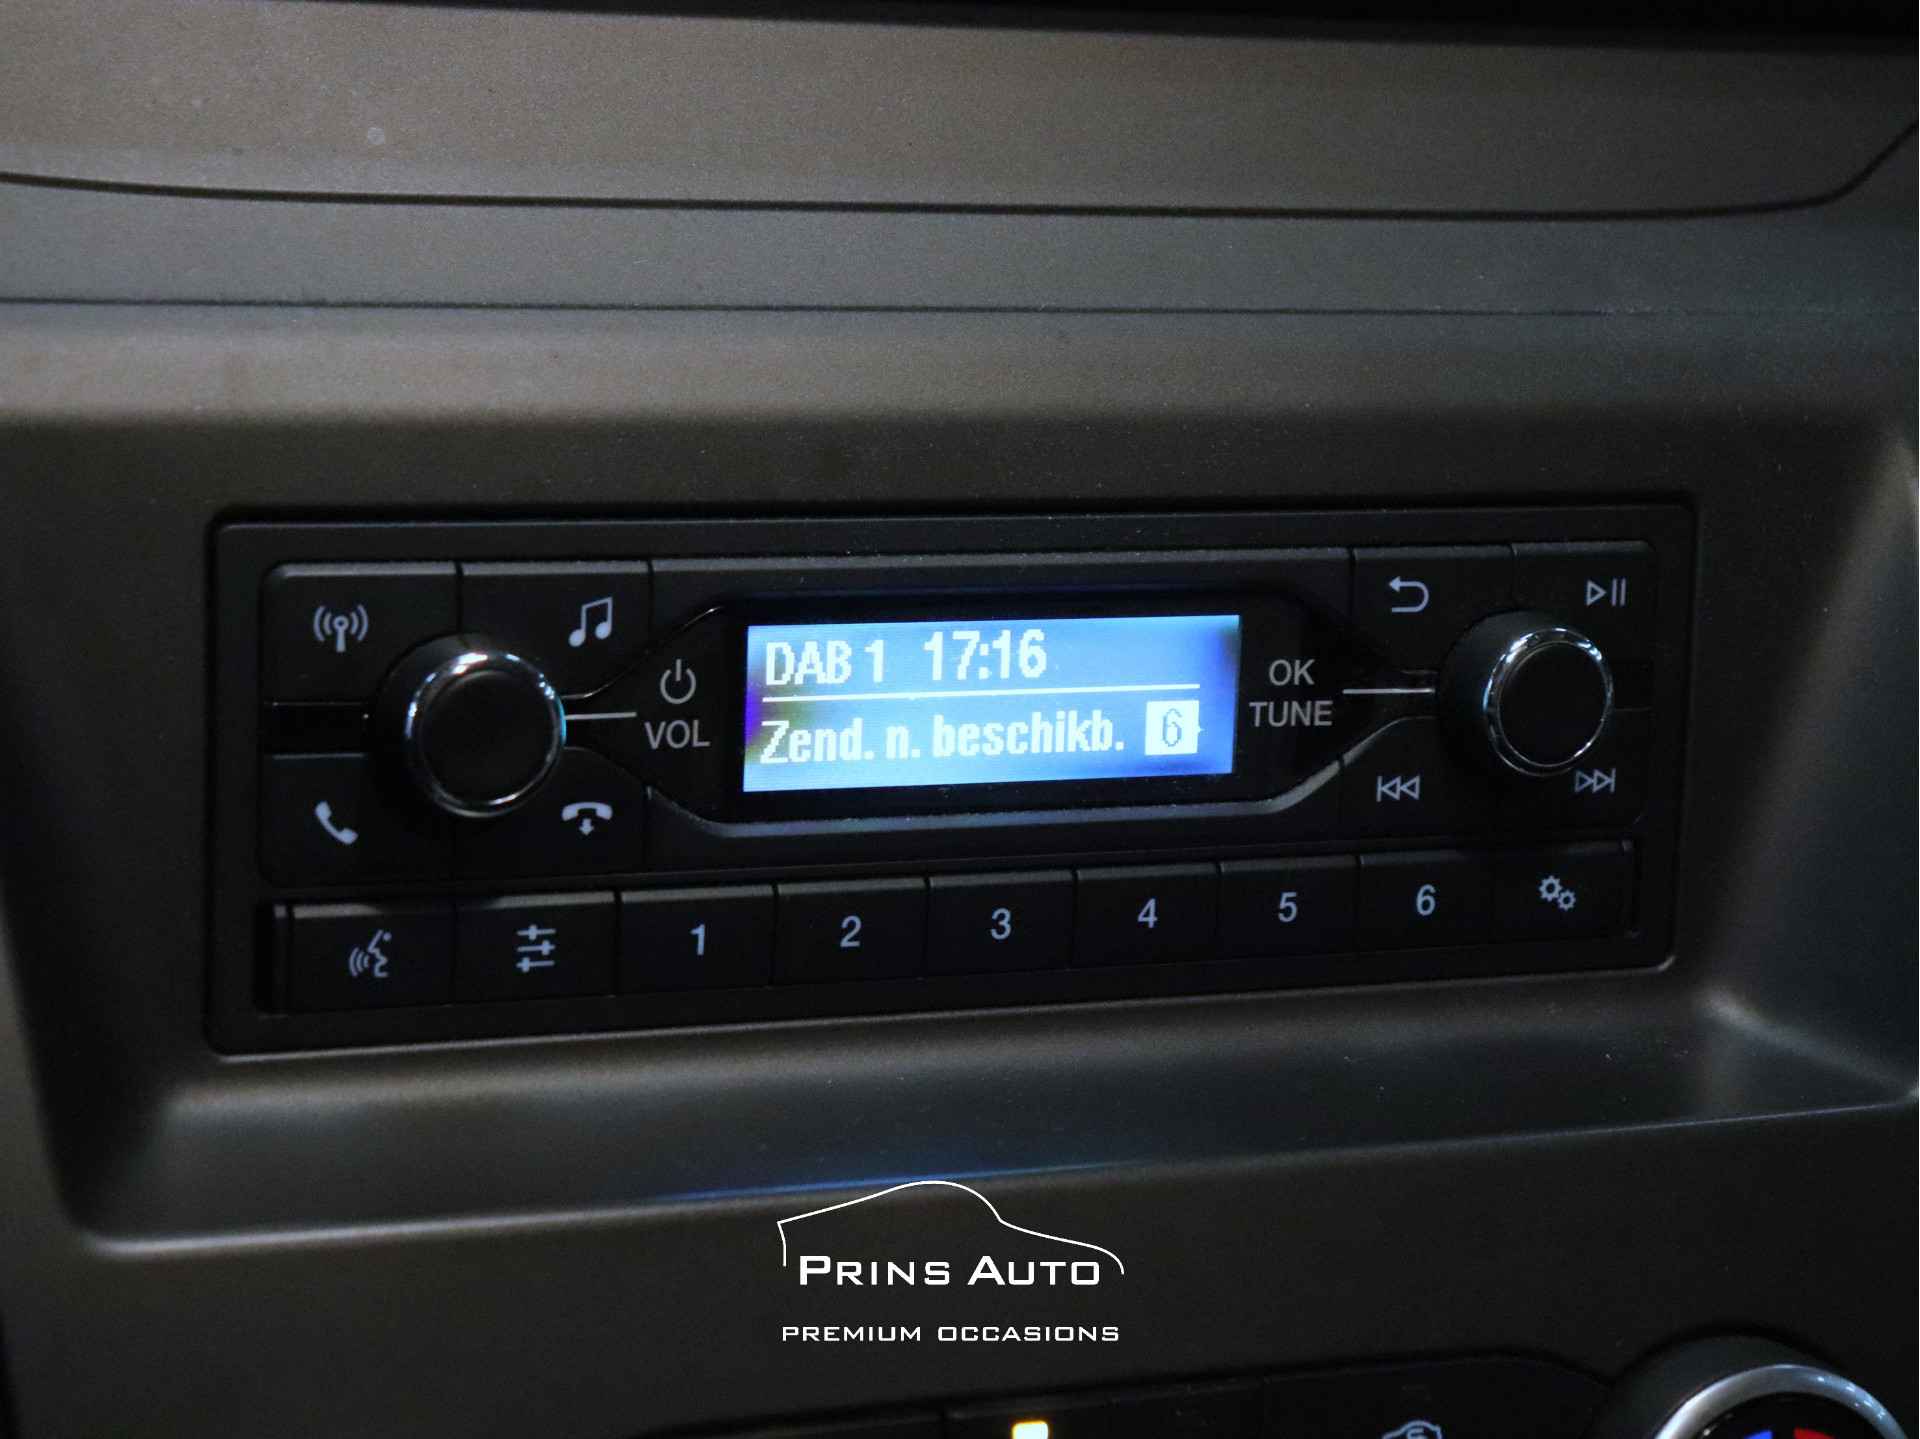 DAB 1 17:16
Zend. n. beschikb. 6
VOL
OK
TUNE
1 2 3 4 5 6
PRINS AUTO
PREMIUM OCCASIONS